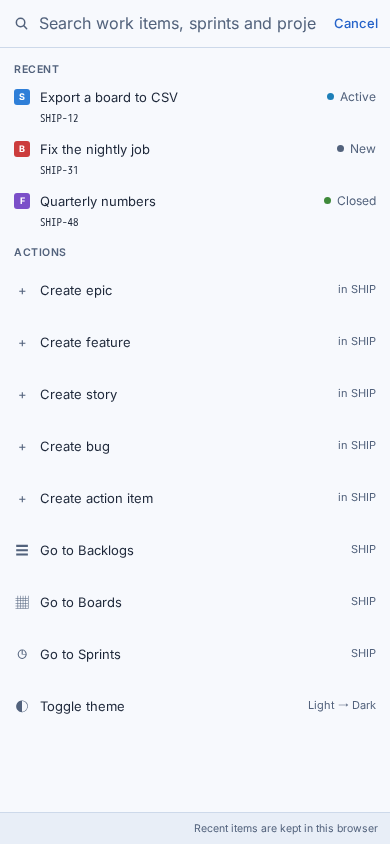 Search work items, sprints and proje
Cancel
RECENT
S Export a board to CSV Active
SHIP-12
B Fix the nightly job New
SHIP-31
F Quarterly numbers Closed
SHIP-48
ACTIONS
+ Create epic in SHIP
+ Create feature in SHIP
+ Create story in SHIP
+ Create bug in SHIP
+ Create action item in SHIP
Go to Backlogs SHIP
Go to Boards SHIP
Go to Sprints SHIP
Toggle theme Light → Dark
Recent items are kept in this browser